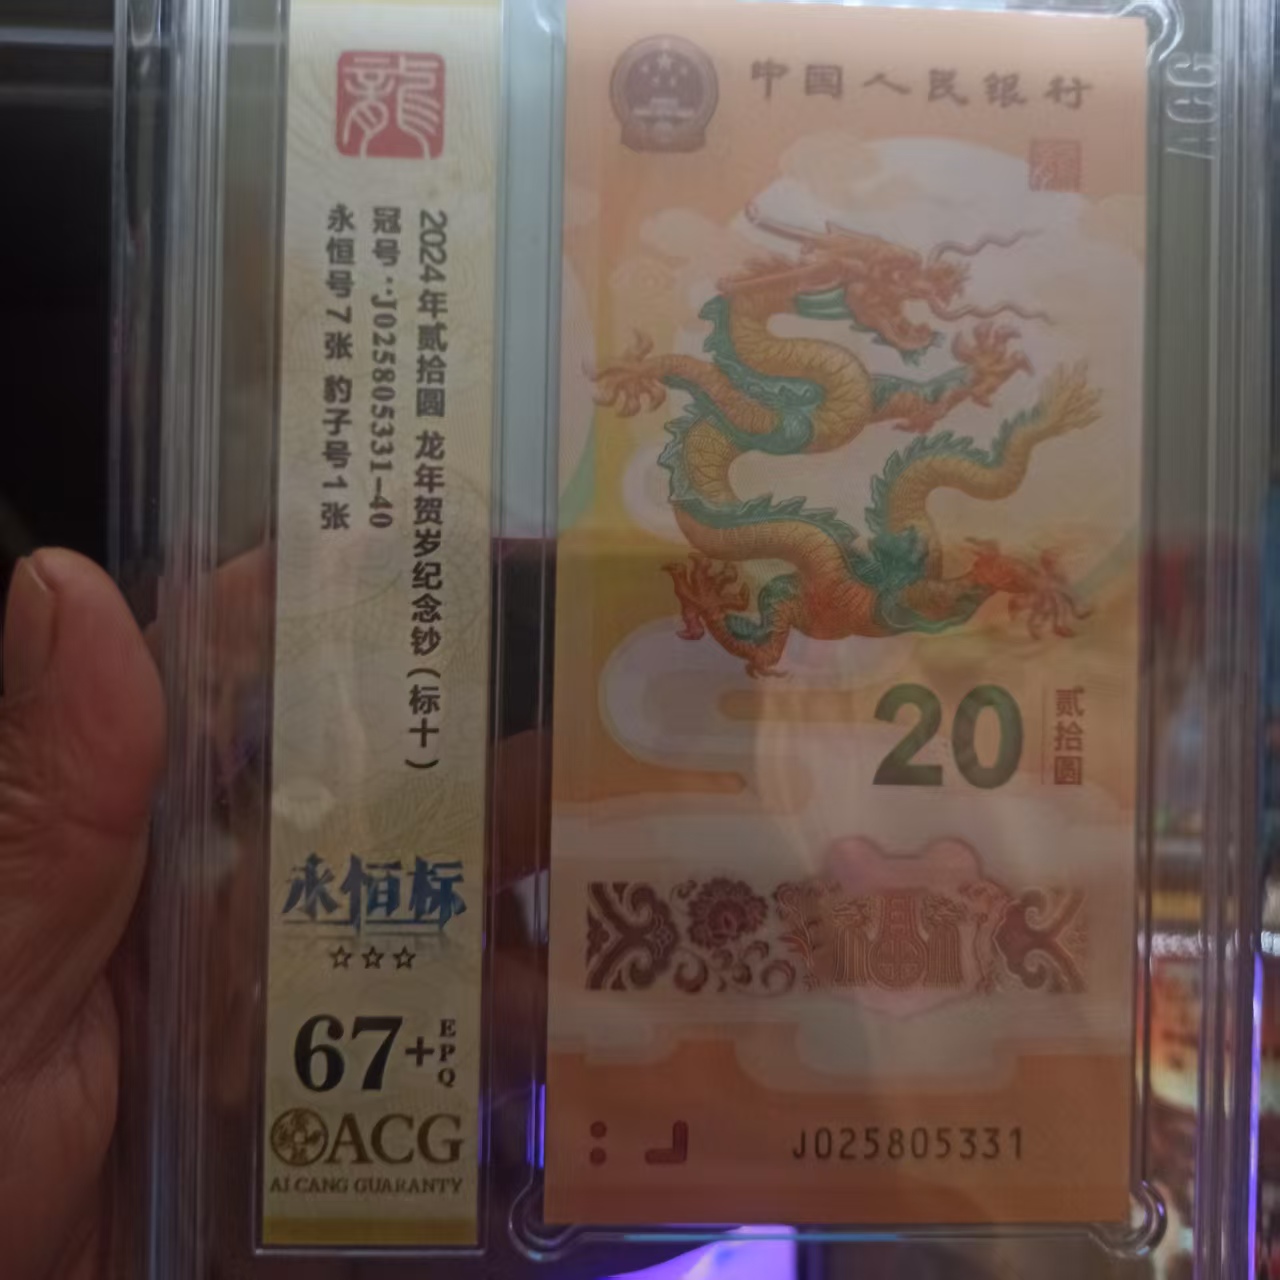 龍
2024年贰拾圆 龙年贺岁纪念钞(标十)
冠号:J025805331-40
永恒号7张 豹子号1张
永恒标
☆☆☆
67+
EPQ
ACG
AI CANG GUARANTY
中国人民银行
20
贰拾圆
J025805331
ACG